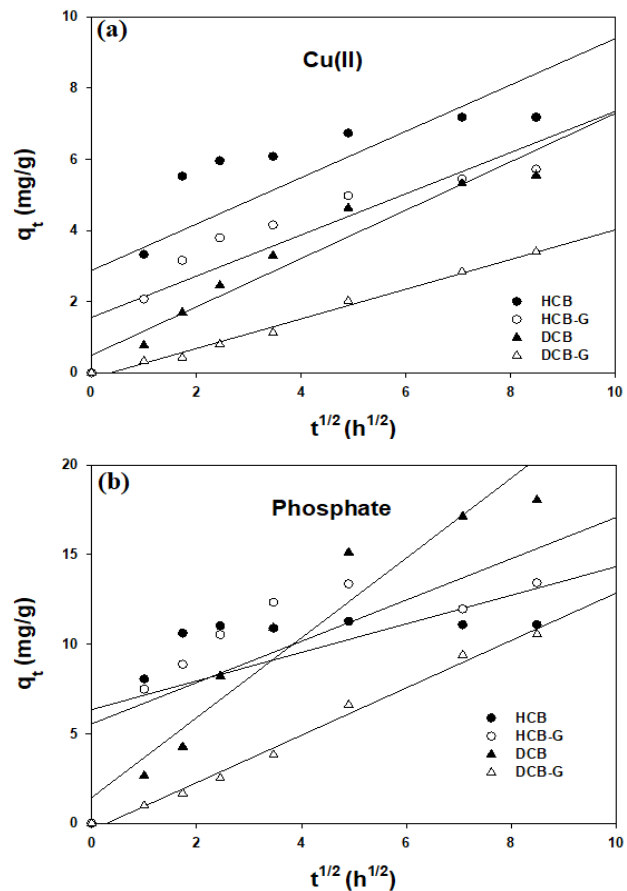 (a)
Cu(II)
10
8
6
4
2
0
q_t (mg/g)
HCB
HCB-G
DCB
DCB-G
0 2 4 6 8 10
t^1/2 (h^1/2)
(b)
Phosphate
20
15
10
5
0
q_t (mg/g)
HCB
HCB-G
DCB
DCB-G
0 2 4 6 8 10
t^1/2 (h^1/2)